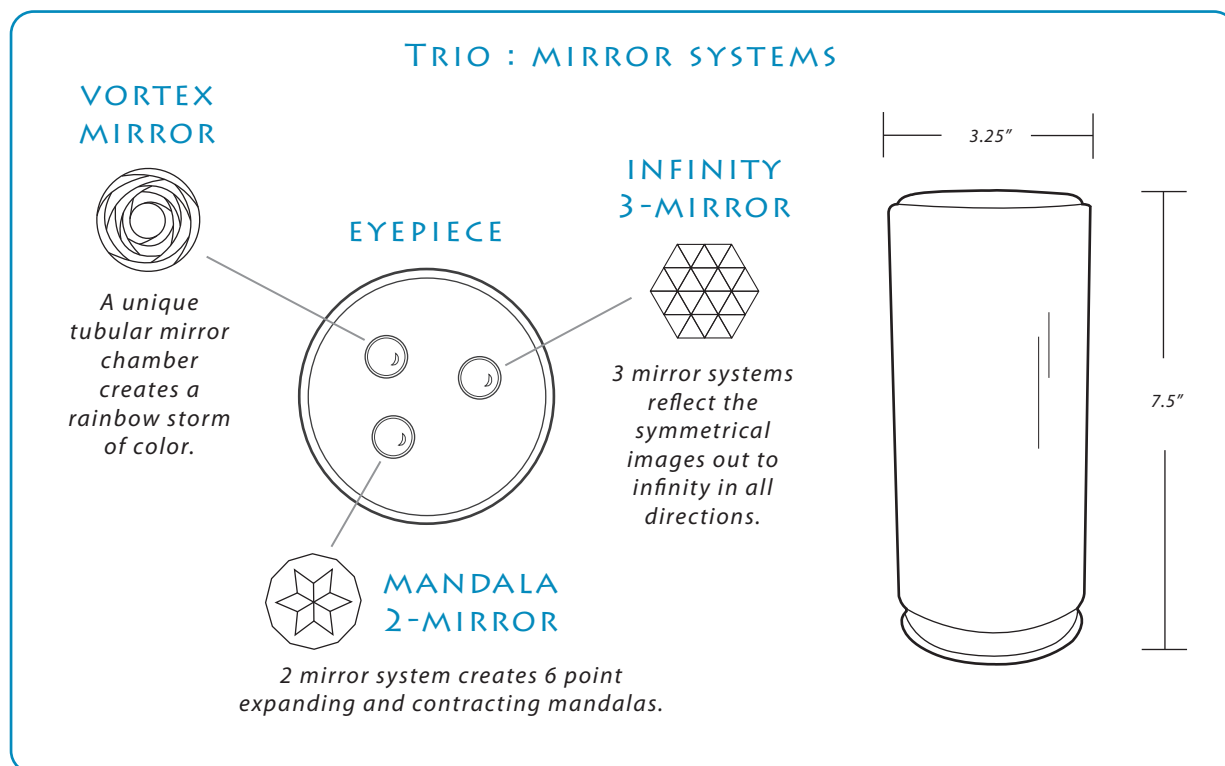 TRIO : MIRROR SYSTEMS
VORTEX
MIRROR
A unique
tubular mirror
chamber
creates a
rainbow storm
of color.
EYEPIECE
INFINITY
3-MIRROR
3 mirror systems
reflect the
symmetrical
images out to
infinity in all
directions.
MANDALA
2-MIRROR
2 mirror system creates 6 point
expanding and contracting mandalas.
3.25"
7.5"